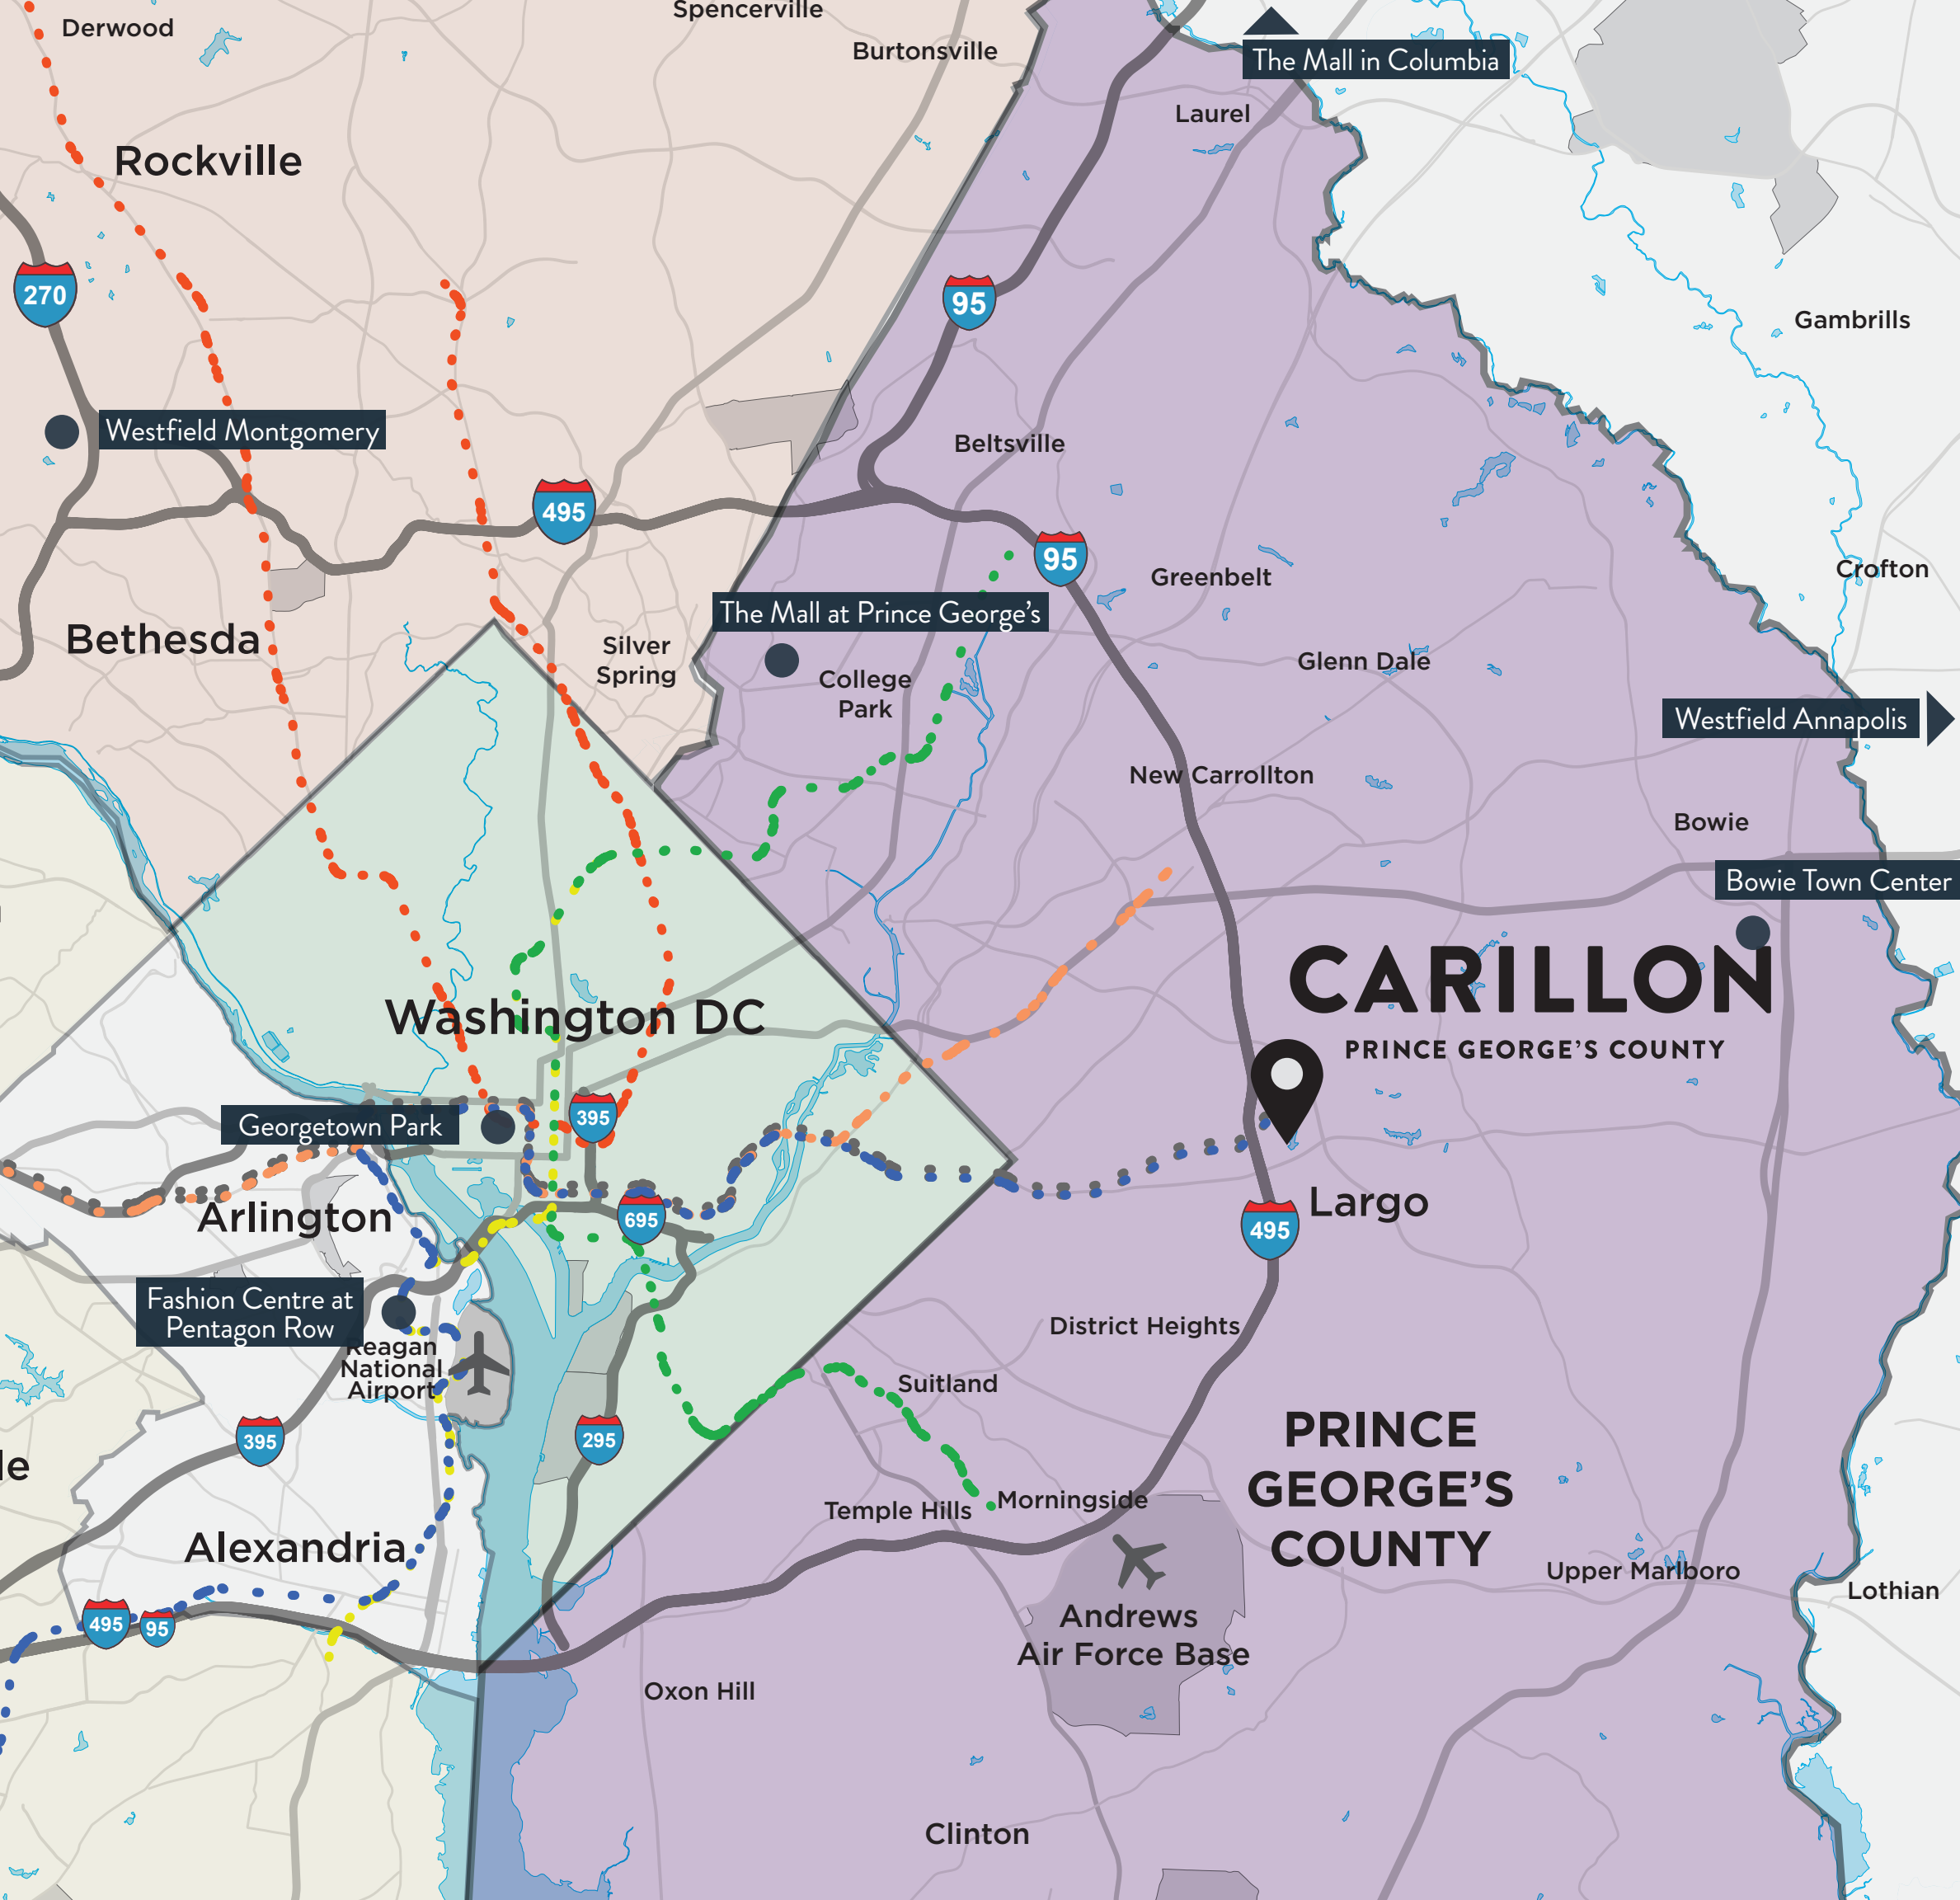 Spencerville
Derwood
Burtonsville
The Mall in Columbia
Laurel
Rockville
270
95
Gambrills
Westfield Montgomery
Beltsville
495
95
Crofton
Greenbelt
The Mall at Prince George's
Bethesda
Silver
Spring
College
Park
Glenn Dale
Westfield Annapolis
New Carrollton
Bowie
Bowie Town Center
CARILLON
PRINCE GEORGE'S COUNTY
Washington DC
Georgetown Park
395
Arlington
695
Largo
495
Fashion Centre at
Pentagon Row
Reagan
National
Airport
District Heights
Suitland
395
295
PRINCE
GEORGE'S
COUNTY
le
Temple Hills
Morningside
Alexandria
Upper Marlboro
Lothian
495
95
Andrews
Air Force Base
Oxon Hill
Clinton